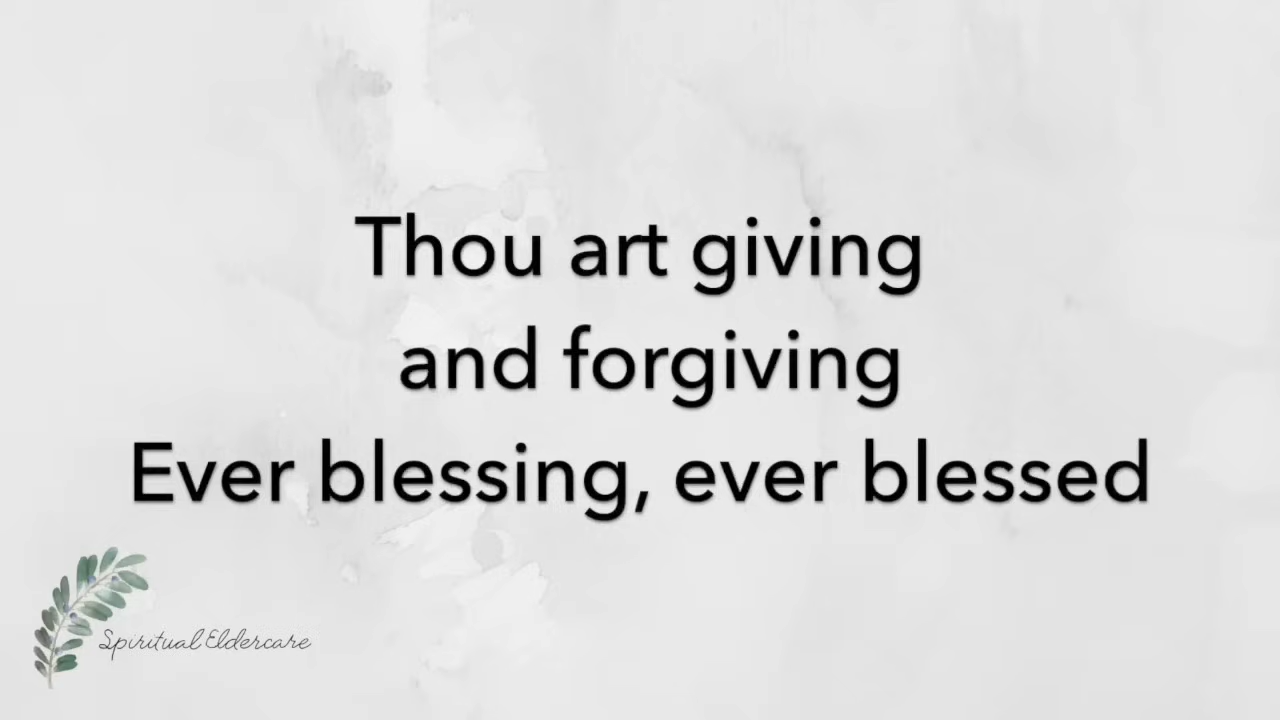 Thou art giving
and forgiving
Ever blessing, ever blessed
Spiritual Eldercare